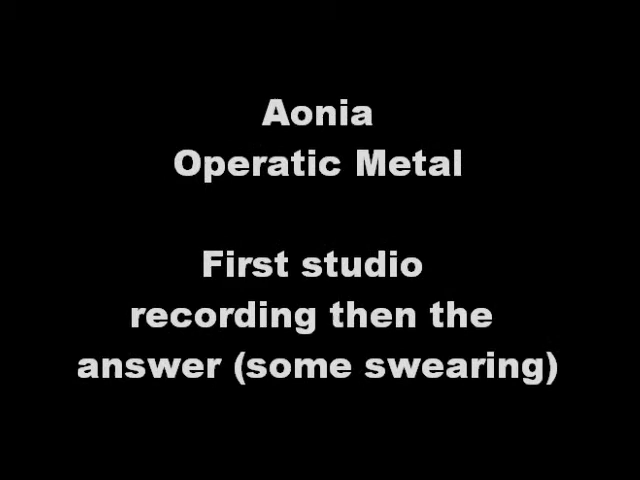 Aonia
Operatic Metal
First studio
recording then the
answer (some swearing)